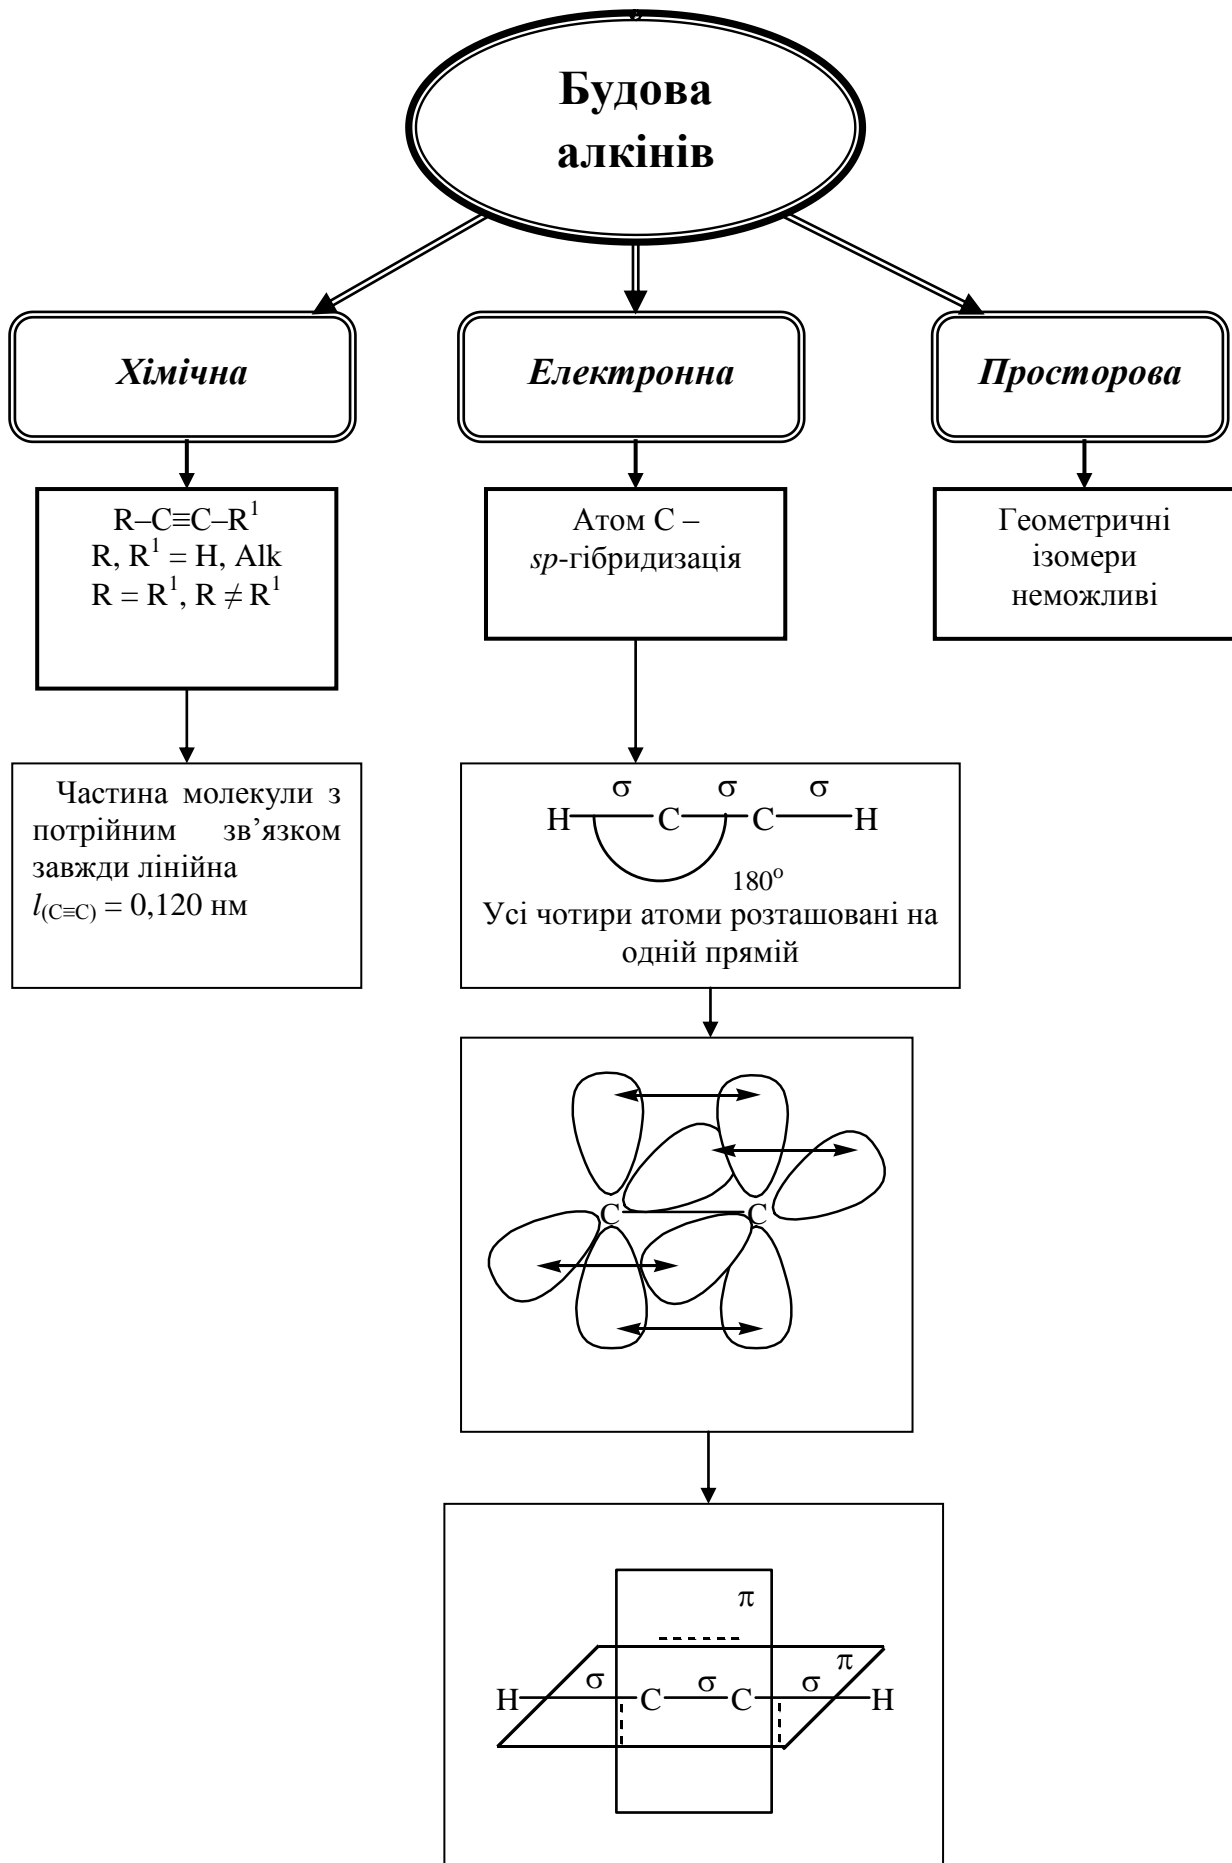 Будова
алкінів
Хімічна
Електронна
Просторова
R–C≡C–R¹
R, R¹ = H, Alk
R = R¹, R ≠ R¹
Атом С –
sp-гібридизація
Геометричні
ізомери
неможливі
Частина молекули з
потрійним зв’язком
завжди лінійна
l(C≡C) = 0,120 нм
σ σ σ
H C C H
180º
Усі чотири атоми розташовані на
одній прямій
C C
π
π
σ σ σ
H C C H